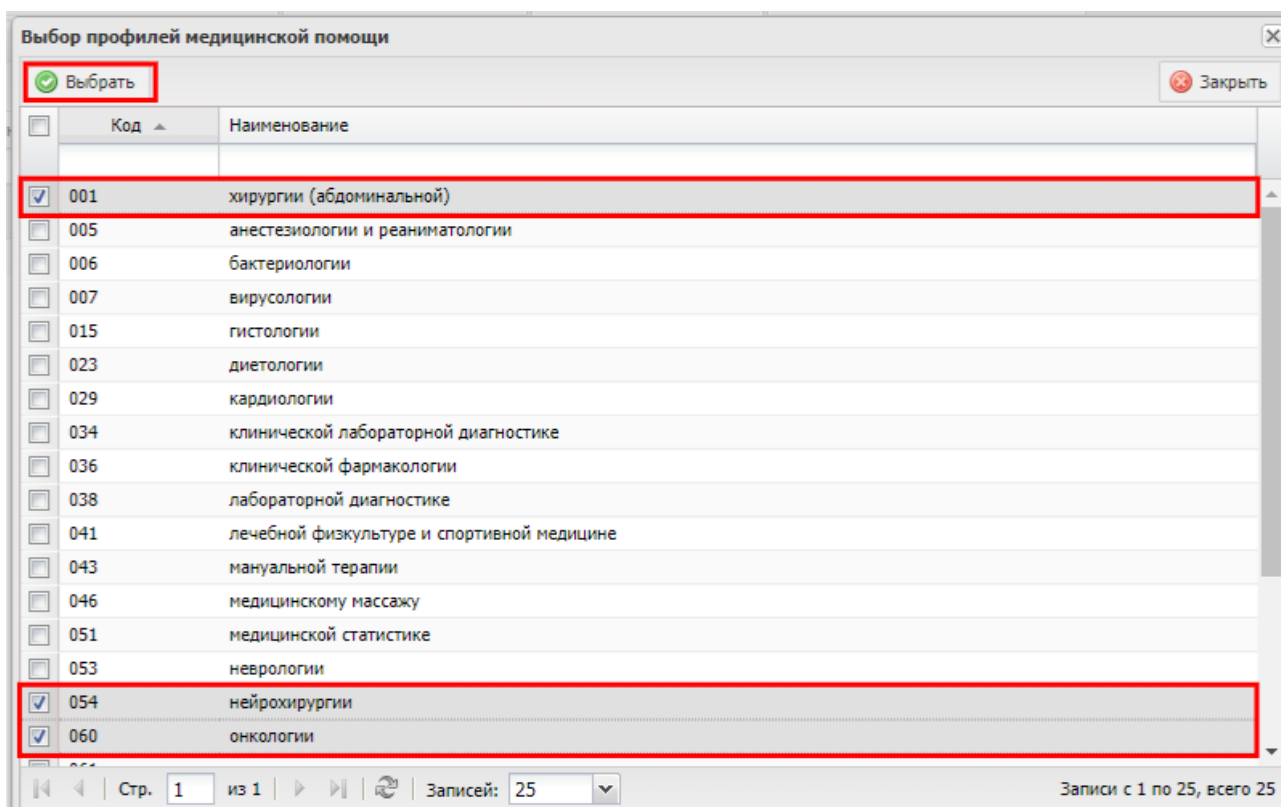 Выбор профилей медицинской помощи
Выбрать Закрыть
Код Наименование
001 хирургии (абдоминальной)
005 анестезиологии и реаниматологии
006 бактериологии
007 вирусологии
015 гистологии
023 диетологии
029 кардиологии
034 клинической лабораторной диагностике
036 клинической фармакологии
038 лабораторной диагностике
041 лечебной физкультуре и спортивной медицине
043 мануальной терапии
046 медицинскому массажу
051 медицинской статистике
053 неврологии
054 нейрохирургии
060 онкологии
Стр. 1 из 1 Записей: 25 Записи с 1 по 25, всего 25